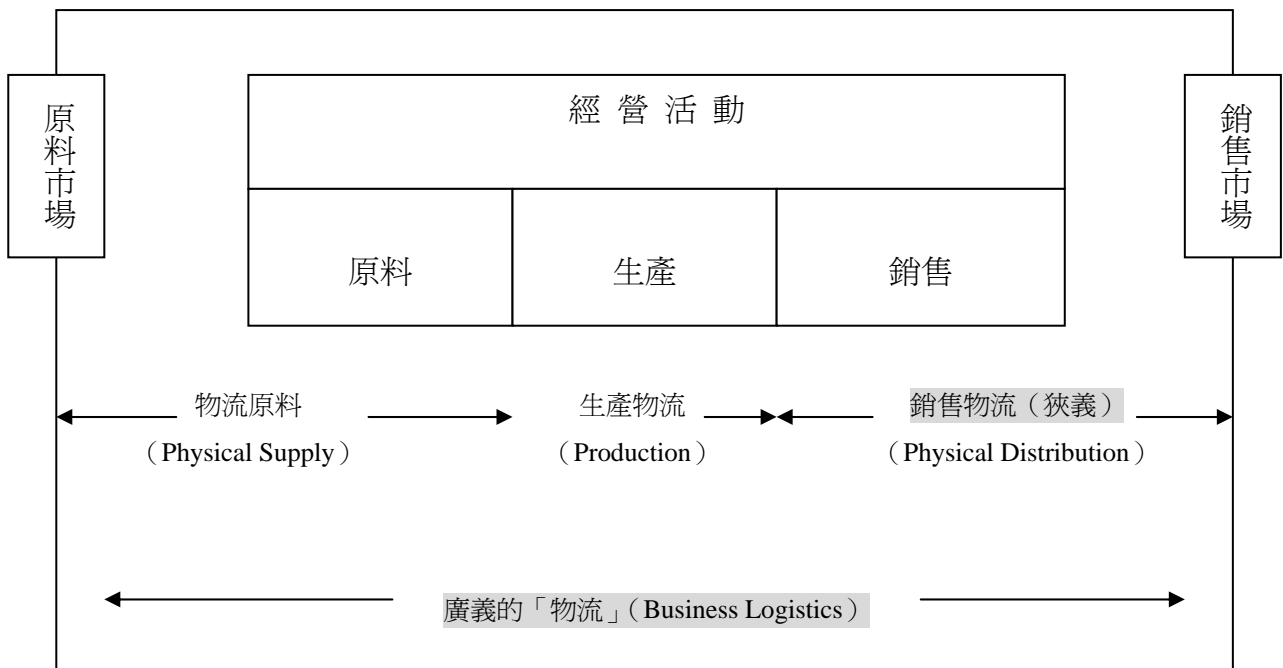 原料市場
經營活動
銷售市場
原料
生產
銷售
物流原料
生產物流
銷售物流（狹義）
（Physical Supply）
（Production）
（Physical Distribution）
廣義的「物流」（Business Logistics）